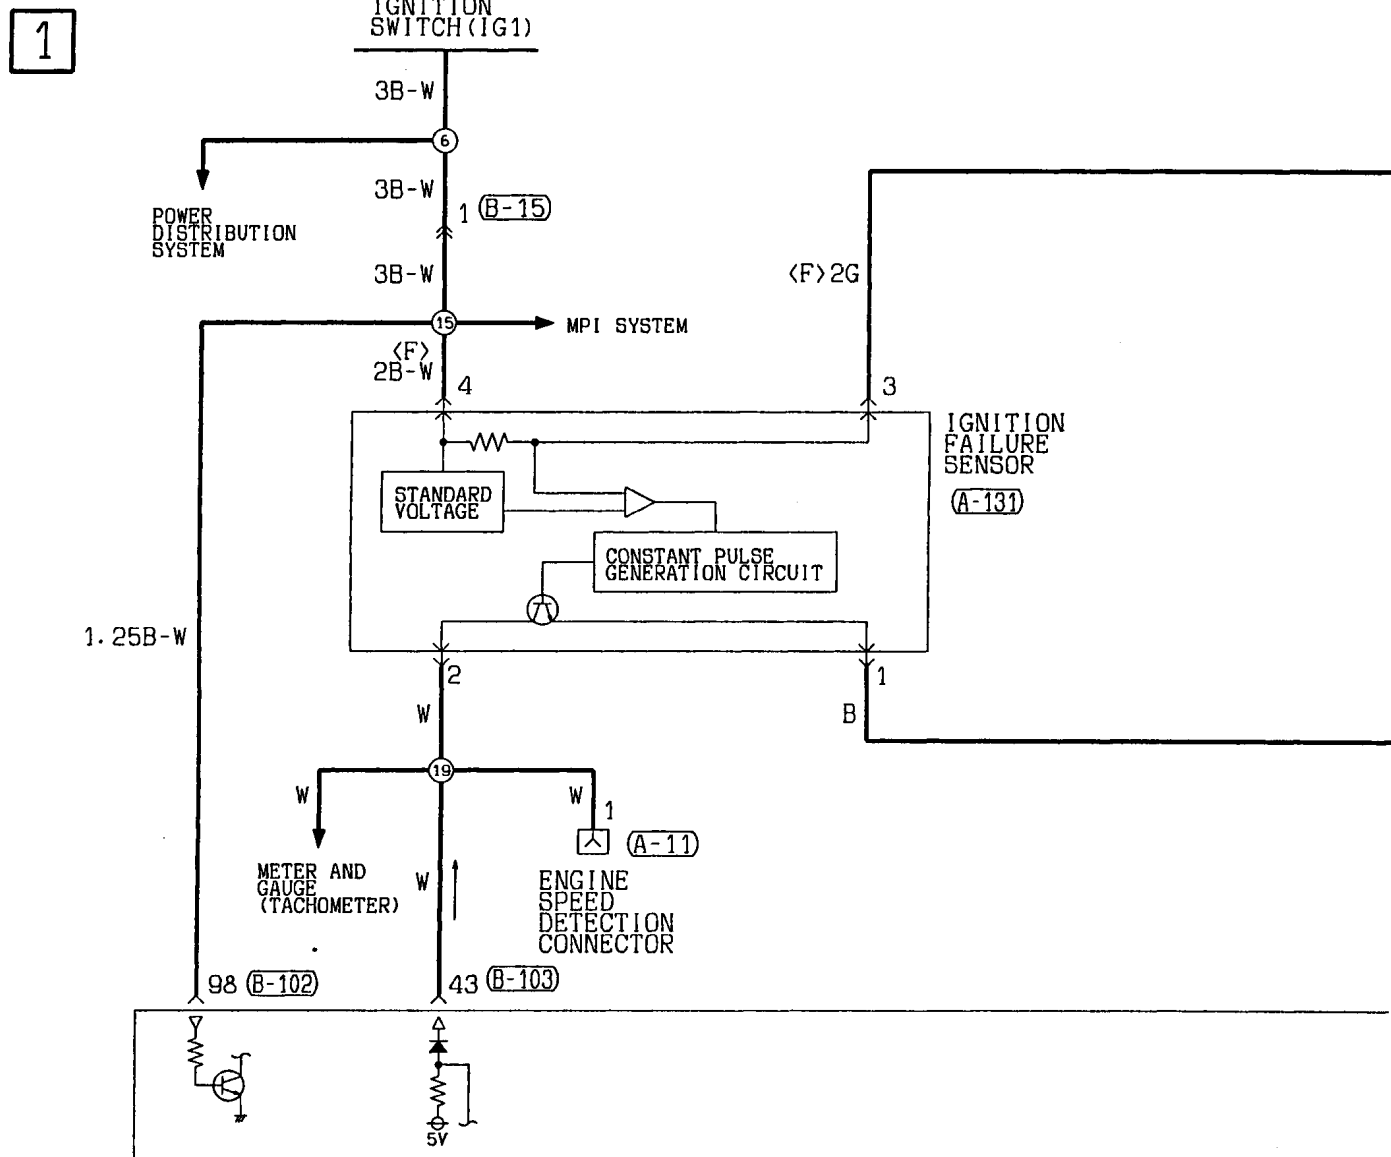 1
IGNITION
SWITCH(IG1)
3B-W
6
3B-W
1 (B-15)
POWER
DISTRIBUTION
SYSTEM
3B-W
<F>2G
15
MPI SYSTEM
<F>
2B-W
4
3
IGNITION
FAILURE
SENSOR
(A-131)
STANDARD
VOLTAGE
CONSTANT PULSE
GENERATION CIRCUIT
1.25B-W
2
1
W
B
19
W
W
1
(A-11)
METER AND
GAUGE
(TACHOMETER)
W
ENGINE
SPEED
DETECTION
CONNECTOR
98 (B-102)
43 (B-103)
5V